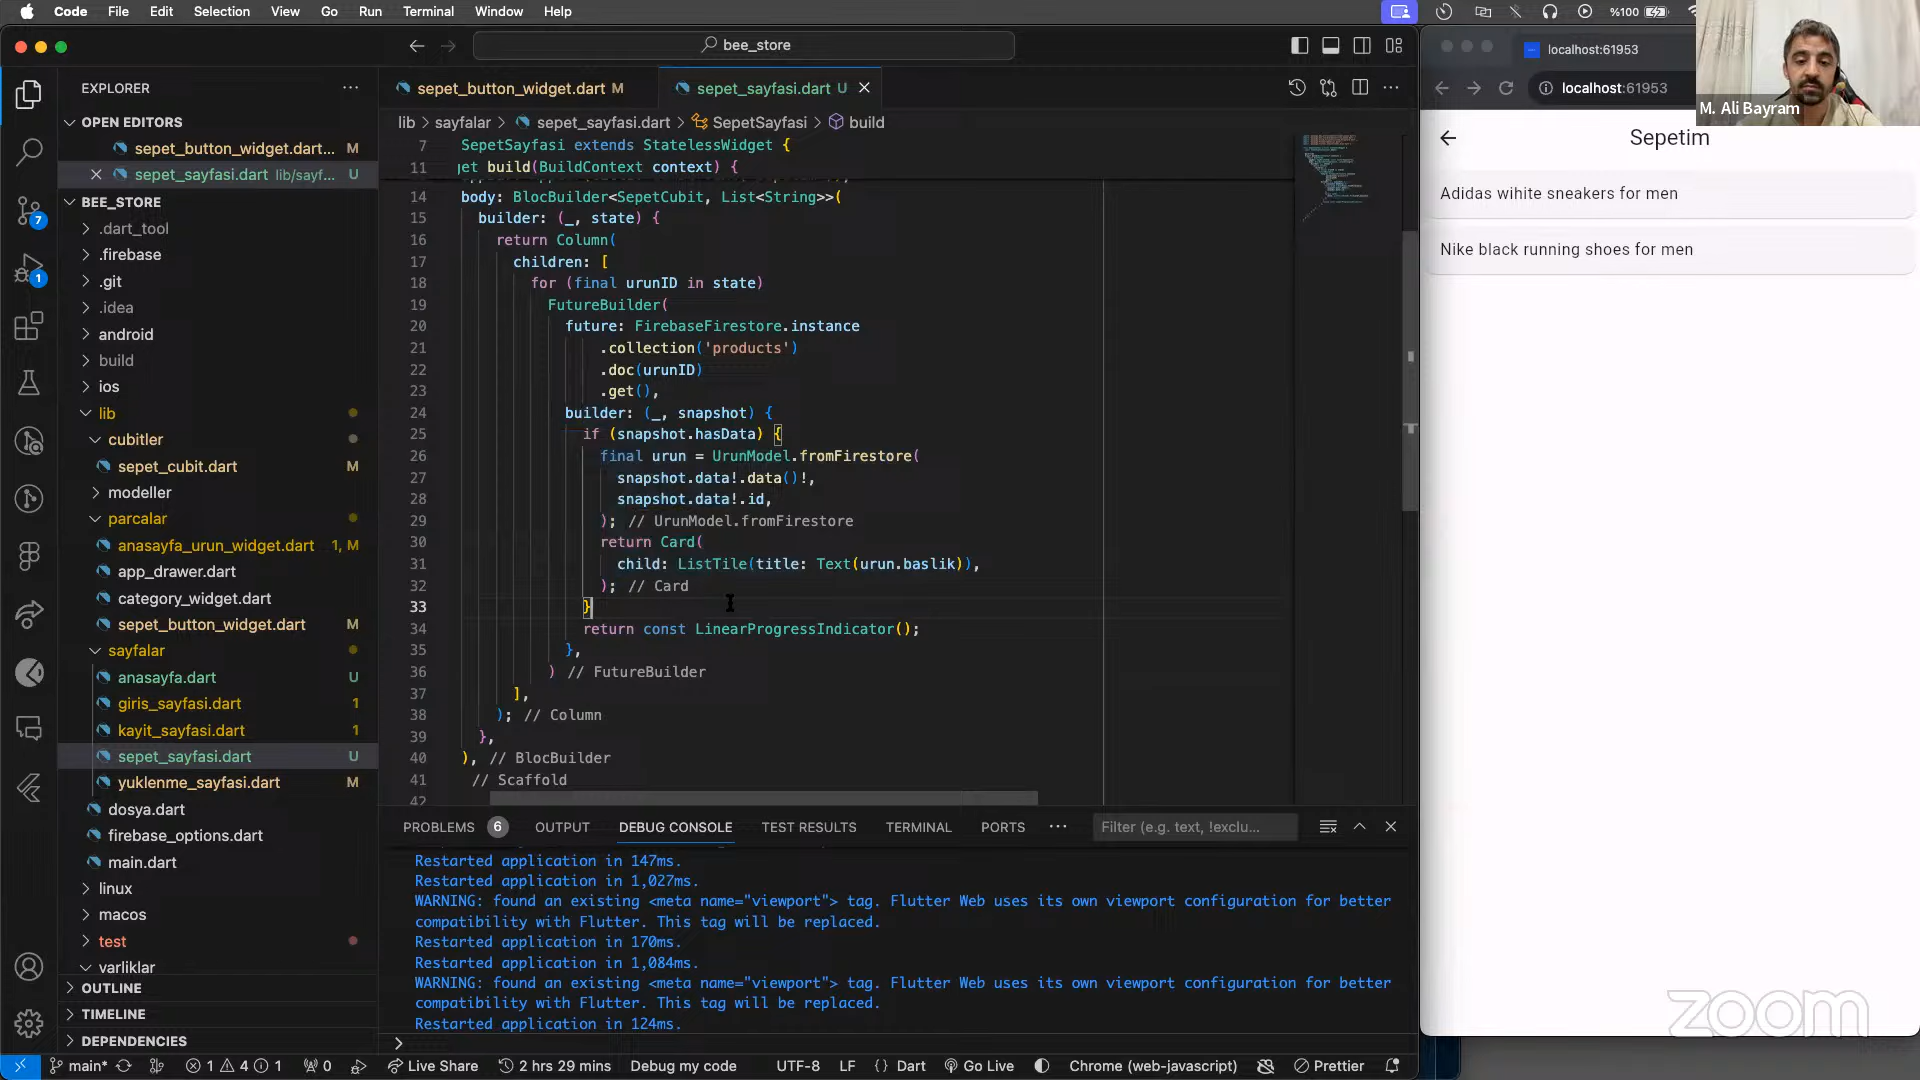 Code File Edit Selection View Go Run Terminal Window Help
%100
bee_store
EXPLORER
OPEN EDITORS
sepet_button_widget.dart... M
sepet_sayfasi.dart lib/sayf... U
BEE_STORE
.dart_tool
.firebase
.git
.idea
android
build
ios
lib
cubitler
sepet_cubit.dart M
modeller
parcalar
anasayfa_urun_widget.dart 1, M
app_drawer.dart
category_widget.dart
sepet_button_widget.dart M
sayfalar
anasayfa.dart U
giris_sayfasi.dart 1
kayit_sayfasi.dart 1
sepet_sayfasi.dart U
yuklenme_sayfasi.dart M
dosya.dart
firebase_options.dart
main.dart
linux
macos
test
varliklar
OUTLINE
TIMELINE
DEPENDENCIES
7
1
sepet_button_widget.dart M
sepet_sayfasi.dart U
lib > sayfalar > sepet_sayfasi.dart > SepetSayfasi > build
7 SepetSayfasi extends StatelessWidget {
11 get build(BuildContext context) {
14 body: BlocBuilder<SepetCubit, List<String>>(
15 builder: (_, state) {
16 return Column(
17 children: [
18 for (final urunID in state)
19 FutureBuilder(
20 future: FirebaseFirestore.instance
21 .collection('products')
22 .doc(urunID)
23 .get(),
24 builder: (_, snapshot) {
25 if (snapshot.hasData) {
26 final urun = UrunModel.fromFirestore(
27 snapshot.data!.data()!,
28 snapshot.data!.id,
29 ); // UrunModel.fromFirestore
30 return Card(
31 child: ListTile(title: Text(urun.baslik)),
32 ); // Card
33 }
34 return const LinearProgressIndicator();
35 },
36 ) // FutureBuilder
37 ],
38 ); // Column
39 },
40 ), // BlocBuilder
41 // Scaffold
42
PROBLEMS 6 OUTPUT DEBUG CONSOLE TEST RESULTS TERMINAL PORTS ··· Filter (e.g. text, !exclu...
Restarted application in 147ms.
Restarted application in 1,027ms.
WARNING: found an existing <meta name="viewport"> tag. Flutter Web uses its own viewport configuration for better
compatibility with Flutter. This tag will be replaced.
Restarted application in 170ms.
Restarted application in 1,084ms.
WARNING: found an existing <meta name="viewport"> tag. Flutter Web uses its own viewport configuration for better
compatibility with Flutter. This tag will be replaced.
Restarted application in 124ms.
main* 1 4 1 0 Live Share 2 hrs 29 mins Debug my code UTF-8 LF {} Dart Go Live Chrome (web-javascript) Prettier
localhost:61953
localhost:61953
M. Ali Bayram
Sepetim
Adidas wihite sneakers for men
Nike black running shoes for men
zoom